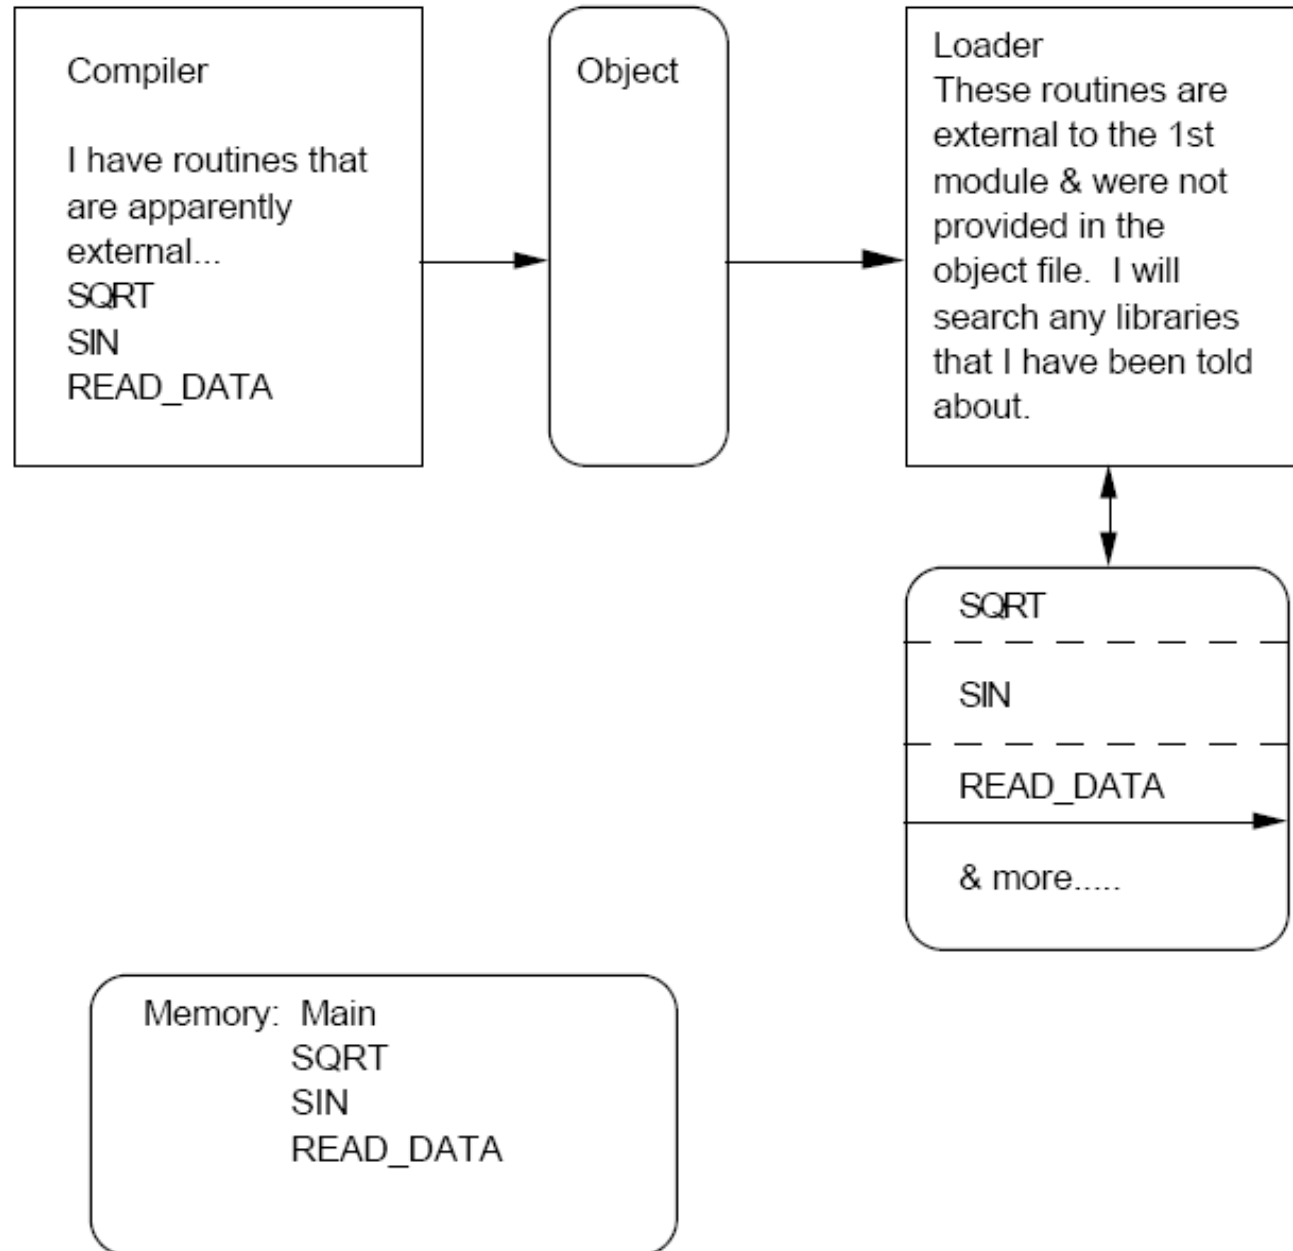 Compiler
I have routines that
are apparently
external...
SQRT
SIN
READ_DATA
Object
Loader
These routines are
external to the 1st
module & were not
provided in the
object file.  I will
search any libraries
that I have been told
about.
SQRT
SIN
READ_DATA
& more.....
Memory:  Main
SQRT
SIN
READ_DATA